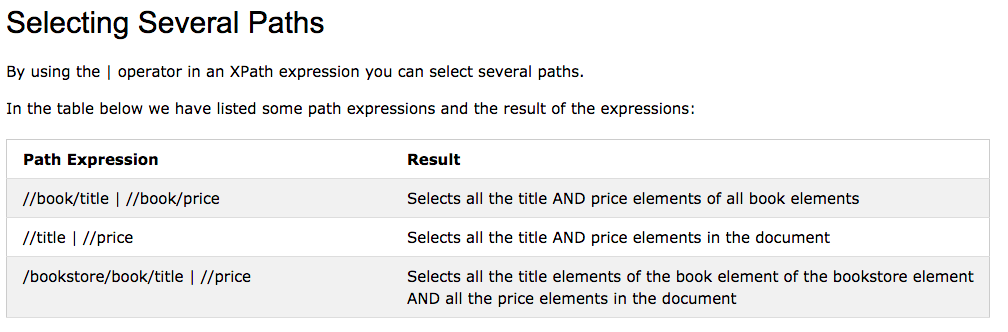 Selecting Several Paths
By using the | operator in an XPath expression you can select several paths.
In the table below we have listed some path expressions and the result of the expressions:
Path Expression Result
//book/title | //book/price Selects all the title AND price elements of all book elements
//title | //price Selects all the title AND price elements in the document
/bookstore/book/title | //price Selects all the title elements of the book element of the bookstore element
AND all the price elements in the document